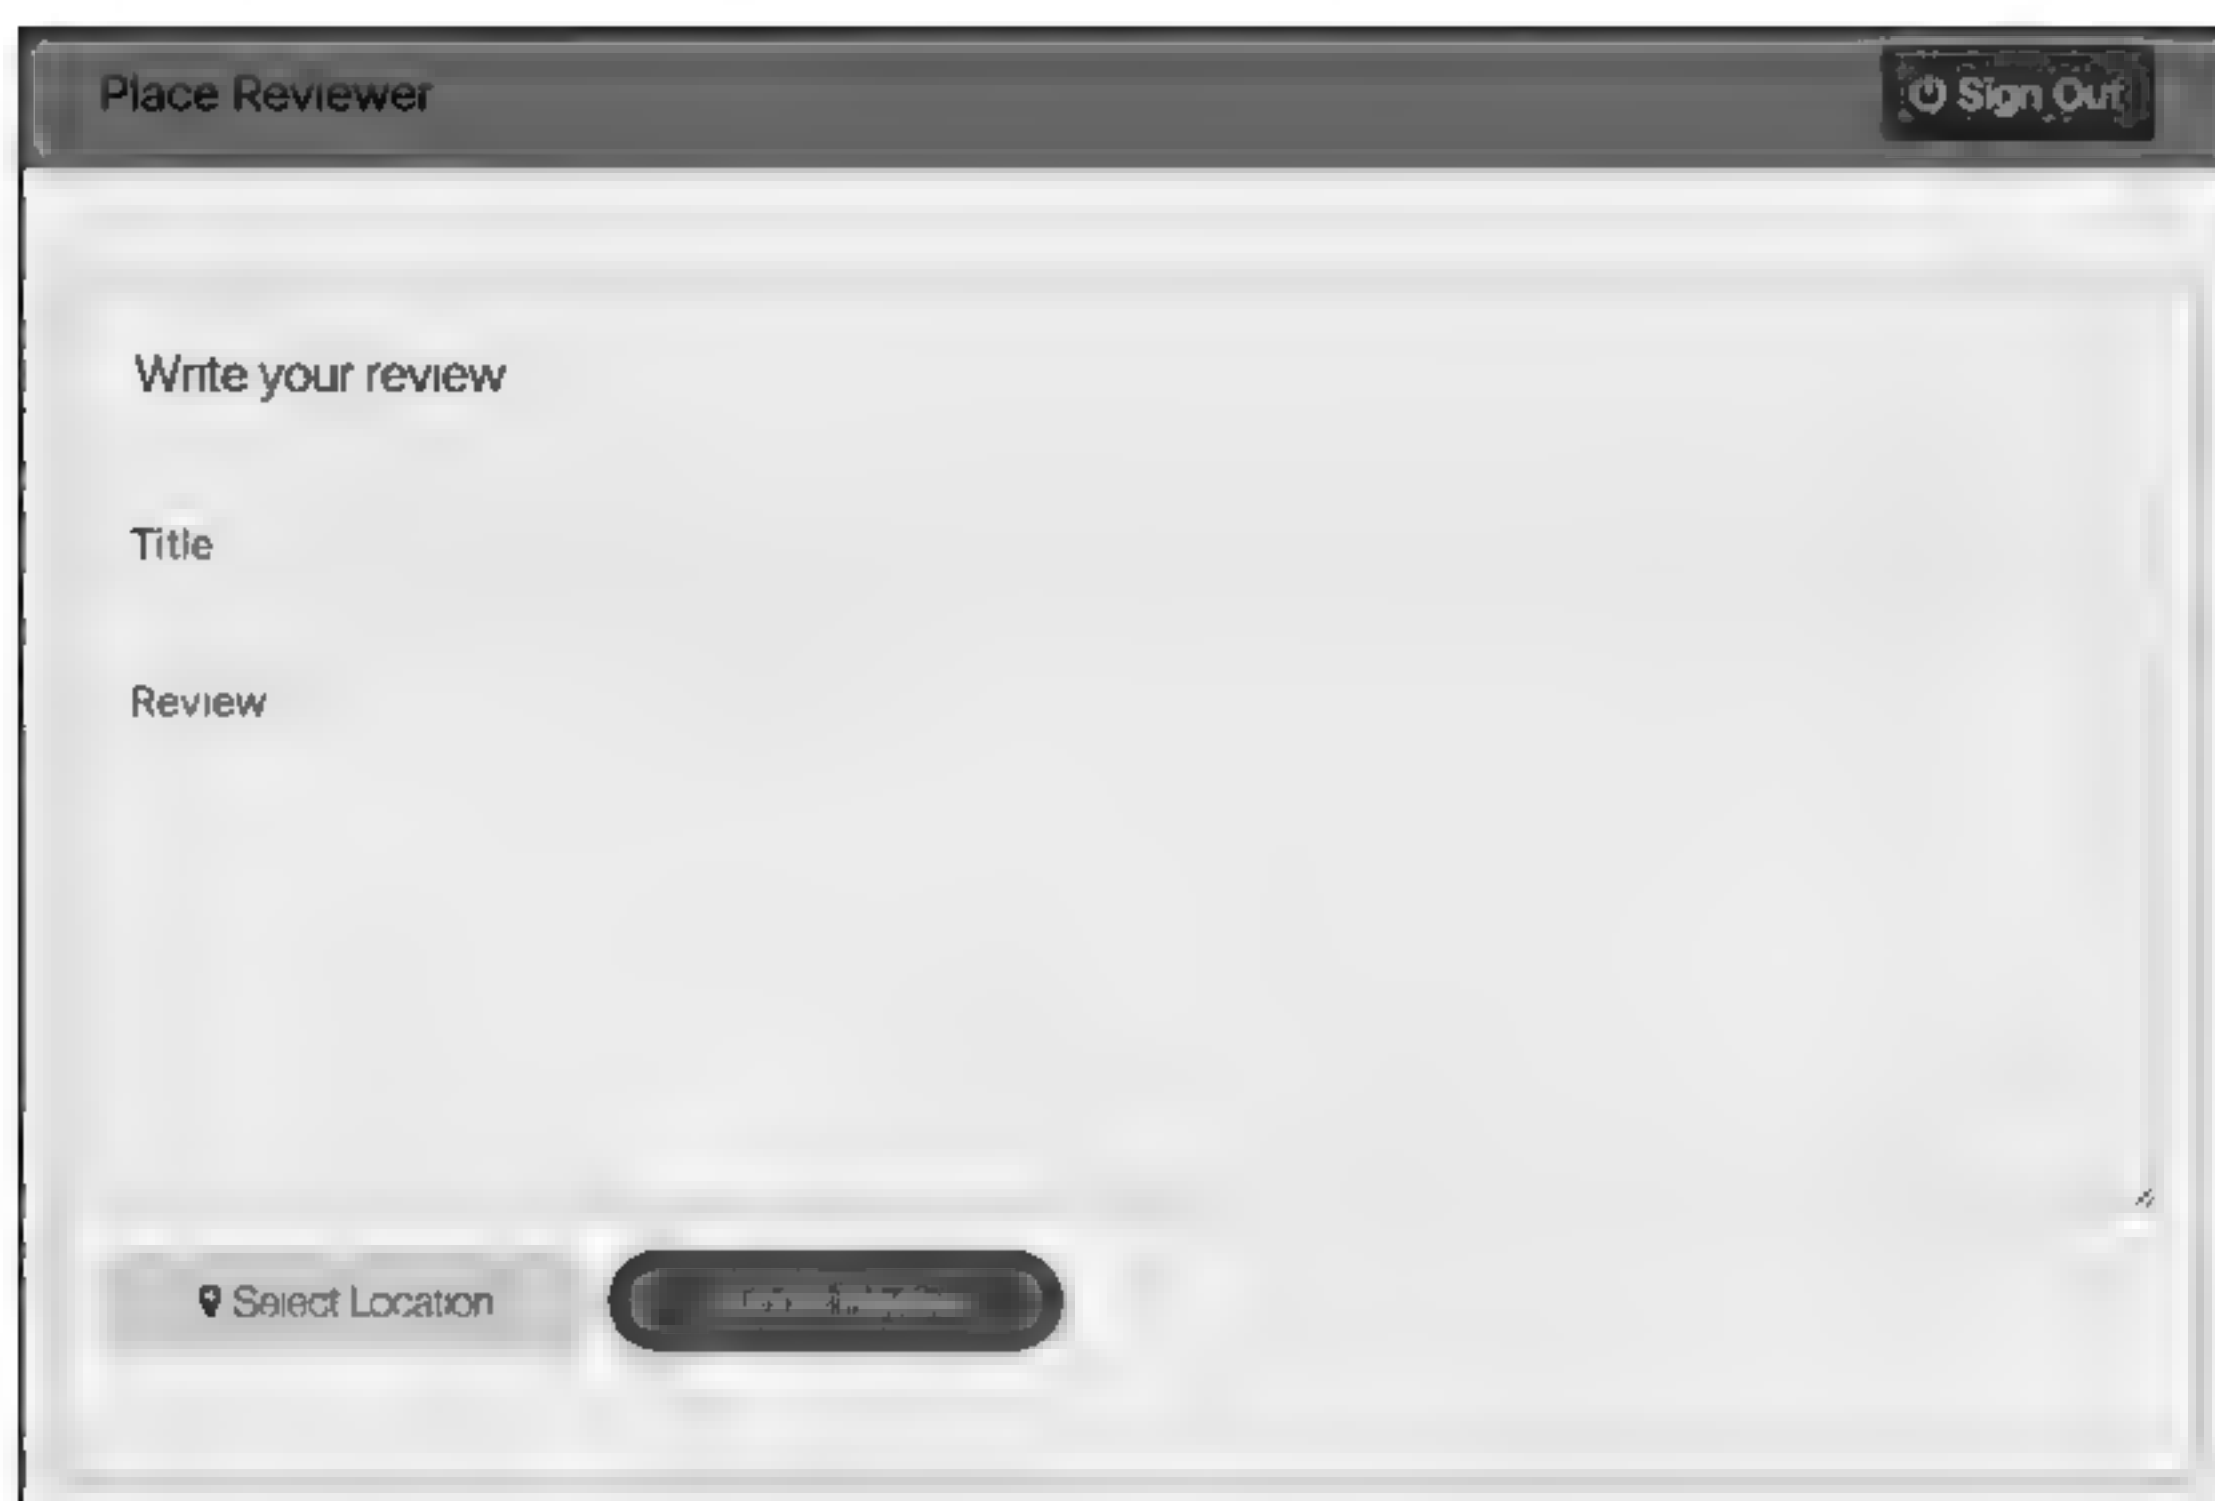 Place Reviewer
Sign Out
Write your review
Title
Review
Select Location